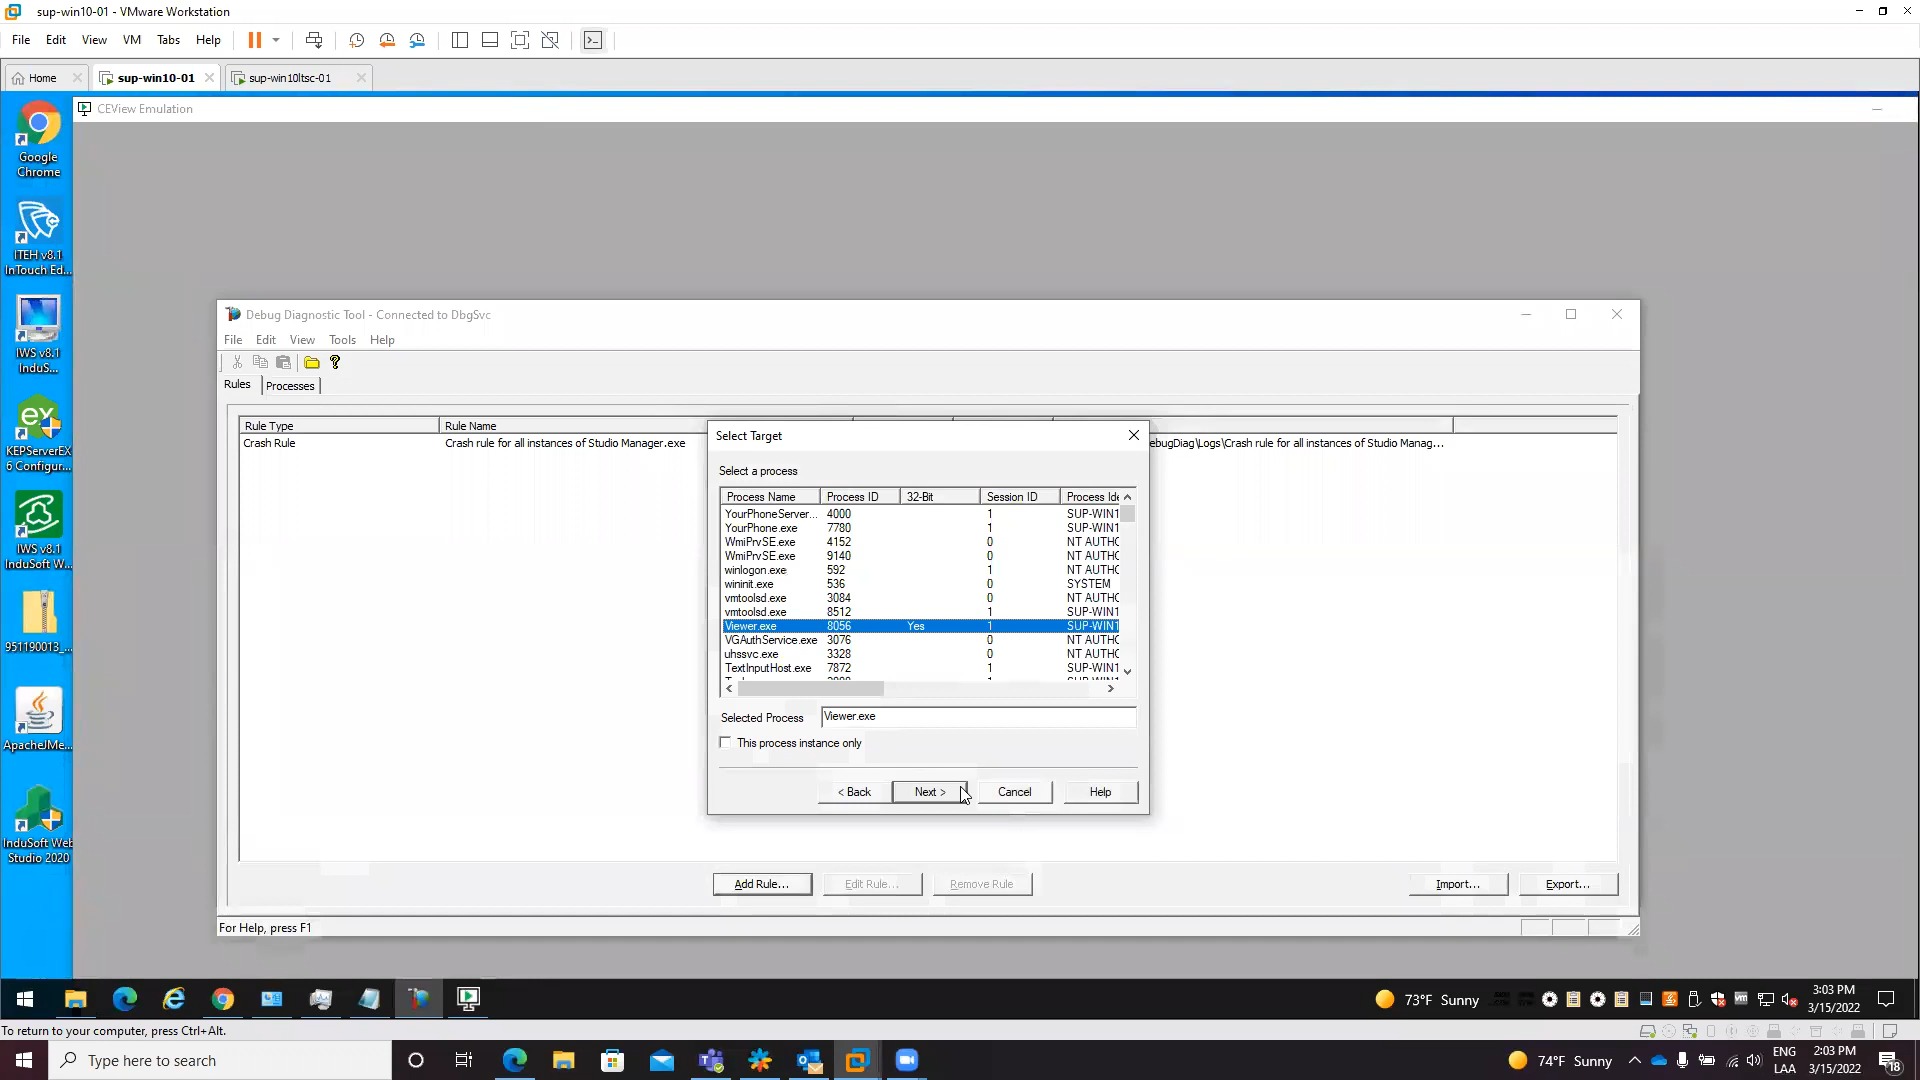 sup-win10-01 - VMware Workstation
File Edit View VM Tabs Help
Home sup-win10-01 sup-win10ltsc-01
CEView Emulation
Google
Chrome
ITEH v8.1
InTouch Ed...
IWS v8.1
InduS...
KEPServerEX
6 Configur...
IWS v8.1
InduSoft W...
951190013_...
ApacheJMe...
InduSoft Web
Studio 2020
Debug Diagnostic Tool - Connected to DbgSvc
File Edit View Tools Help
Rules Processes
Rule Type Rule Name
Crash Rule Crash rule for all instances of Studio Manager.exe ebugDiag\Logs\Crash rule for all instances of Studio Manag...
Select Target
Select a process
Process Name Process ID 32-Bit Session ID Process Ide
YourPhoneServer... 4000 1 SUP-WIN1
YourPhone.exe 7780 1 SUP-WIN1
WmiPrvSE.exe 4152 0 NT AUTHO
WmiPrvSE.exe 9140 0 NT AUTHO
winlogon.exe 592 1 NT AUTHO
wininit.exe 536 0 SYSTEM
vmtoolsd.exe 3084 0 NT AUTHO
vmtoolsd.exe 8512 1 SUP-WIN1
Viewer.exe 8056 Yes 1 SUP-WIN1
VGAuthService.exe 3076 0 NT AUTHO
uhssvc.exe 3328 0 NT AUTHO
TextInputHost.exe 7872 1 SUP-WIN1
Selected Process Viewer.exe
This process instance only
< Back Next > Cancel Help
Add Rule... Edit Rule... Remove Rule Import... Export...
For Help, press F1
73°F Sunny 3:03 PM
3/15/2022
To return to your computer, press Ctrl+Alt.
Type here to search
74°F Sunny ENG 2:03 PM
LAA 3/15/2022 18